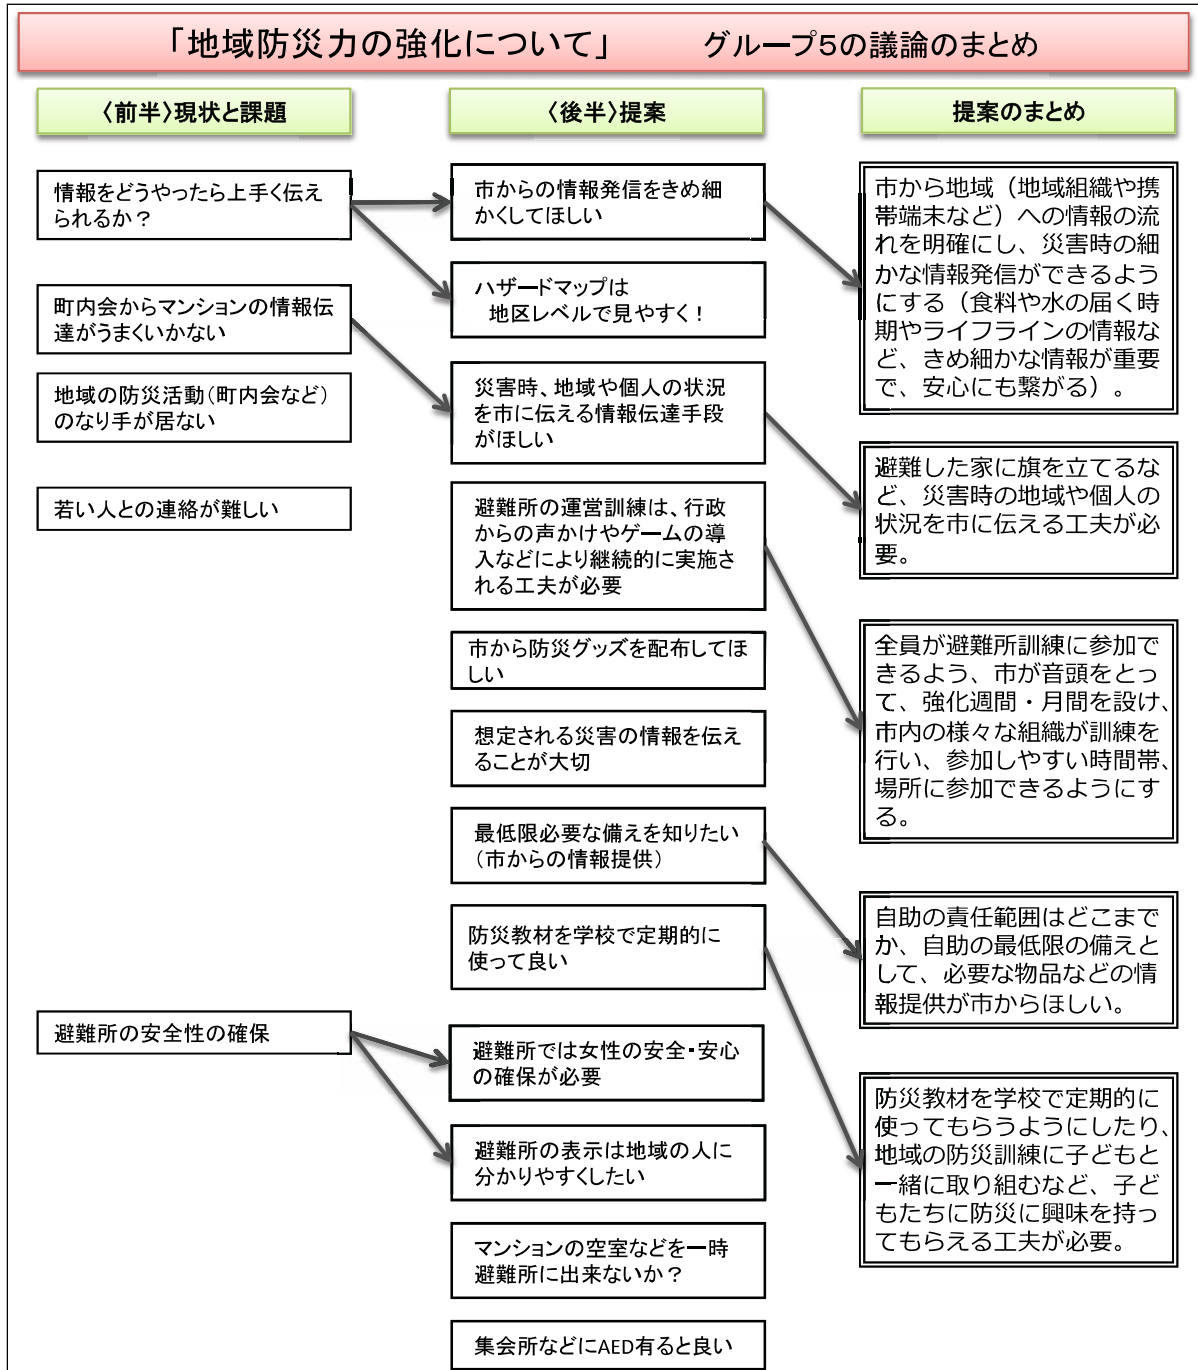 「地域防災力の強化について」　　グループ5の議論のまとめ
〈前半〉現状と課題
情報をどうやったら上手く伝え
られるか？
町内会からマンションの情報伝
達がうまくいかない
地域の防災活動（町内会など）
のなり手が居ない
若い人との連絡が難しい
避難所の安全性の確保
〈後半〉提案
市からの情報発信をきめ細
かくしてほしい
ハザードマップは
地区レベルで見やすく！
災害時、地域や個人の状況
を市に伝える情報伝達手段
がほしい
避難所の運営訓練は、行政
からの声かけやゲームの導
入などにより継続的に実施さ
れる工夫が必要
市から防災グッズを配布してほ
しい
想定される災害の情報を伝え
ることが大切
最低限必要な備えを知りたい
（市からの情報提供）
防災教材を学校で定期的に
使って良い
避難所では女性の安全・安心
の確保が必要
避難所の表示は地域の人に
分かりやすくしたい
マンションの空室などを一時
避難所に出来ないか？
集会所などにAED有ると良い
提案のまとめ
市から地域（地域組織や携
帯端末など）への情報の流
れを明確にし、災害時の細
かな情報発信ができるよう
にする（食料や水の届く時
期やライフラインの情報な
ど、きめ細かな情報が重要
で、安心にも繋がる）。
避難した家に旗を立てるな
ど、災害時の地域や個人の
状況を市に伝える工夫が必
要。
全員が避難所訓練に参加で
きるよう、市が音頭をとっ
て、強化週間・月間を設け、
市内の様々な組織が訓練を
行い、参加しやすい時間帯、
場所に参加できるようにす
る。
自助の責任範囲はどこまで
か、自助の最低限の備えと
して、必要な物品などの情
報提供が市からほしい。
防災教材を学校で定期的に
使ってもらうようにしたり、
地域の防災訓練に子どもと
一緒に取り組むなど、子ど
もたちに防災に興味を持っ
てもらえる工夫が必要。